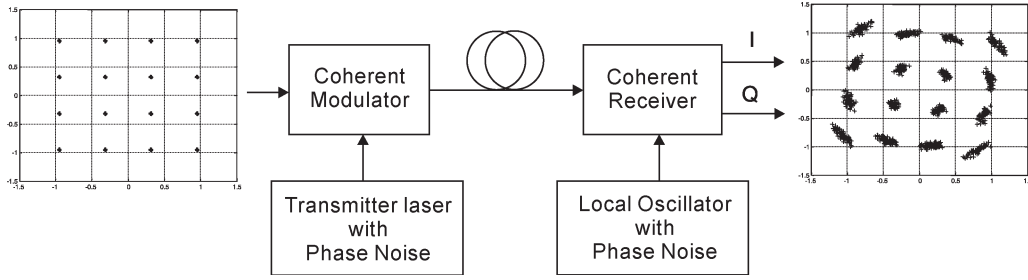 1.5
1
0.5
0
-0.5
-1
-1.5
-1.5 -1 -0.5 0 0.5 1 1.5
Coherent
Modulator
Transmitter laser
with
Phase Noise
Coherent
Receiver
Local Oscillator
with
Phase Noise
I
Q
1.5
1
0.5
0
-0.5
-1
-1.5
-1.5 -1 -0.5 0 0.5 1 1.5